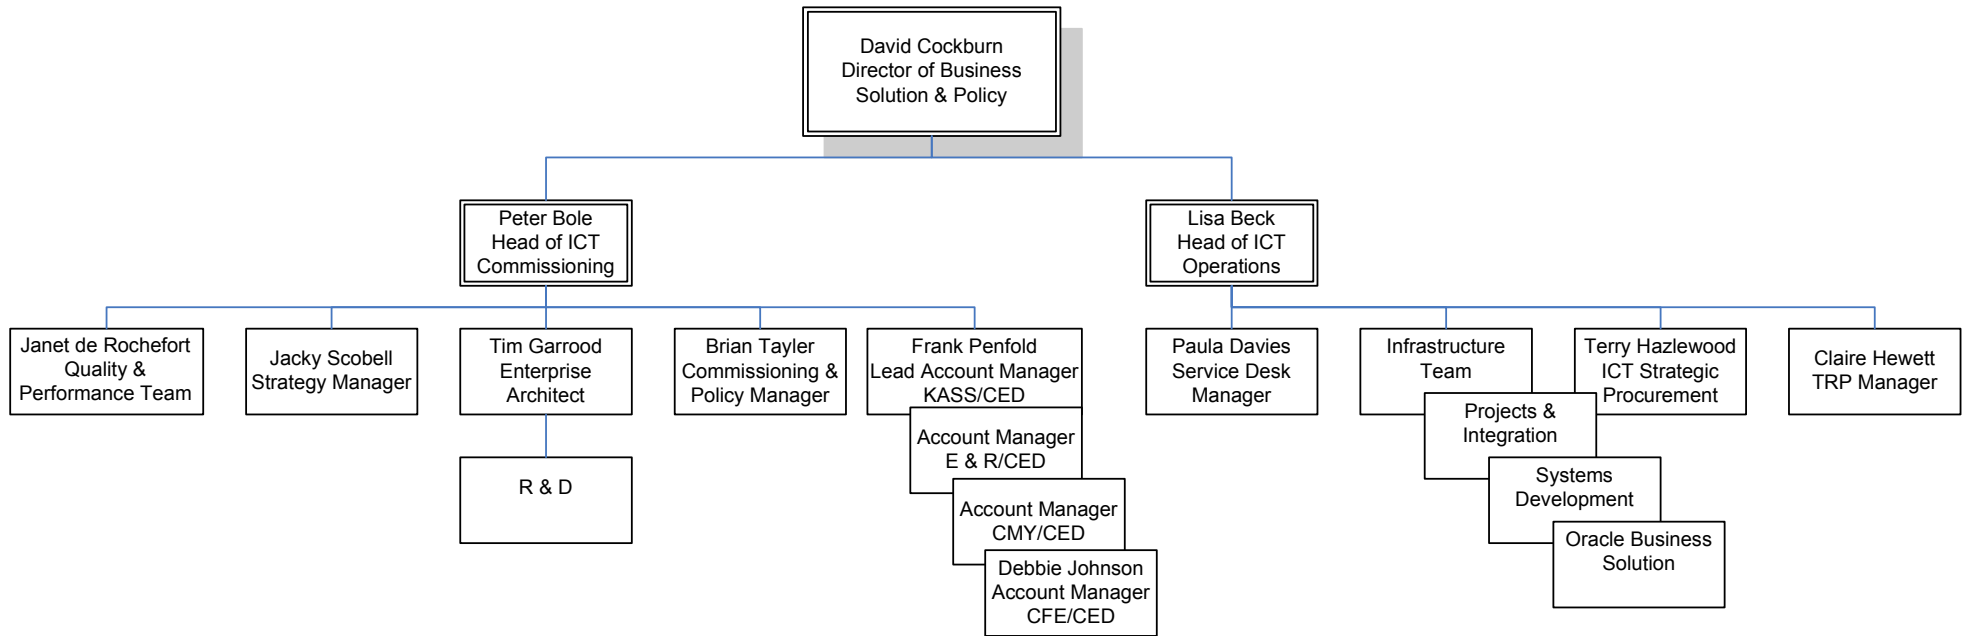 David Cockburn
Director of Business
Solution & Policy
Peter Bole
Head of ICT
Commissioning
Lisa Beck
Head of ICT
Operations
Janet de Rochefort
Quality &
Performance Team
Jacky Scobell
Strategy Manager
Tim Garrood
Enterprise
Architect
Brian Tayler
Commissioning &
Policy Manager
Frank Penfold
Lead Account Manager
KASS/CED
Paula Davies
Service Desk
Manager
Infrastructure
Team
Terry Hazlewood
ICT Strategic
Procurement
Claire Hewett
TRP Manager
R & D
Account Manager
E & R/CED
Account Manager
CMY/CED
Debbie Johnson
Account Manager
CFE/CED
Projects &
Integration
Systems
Development
Oracle Business
Solution